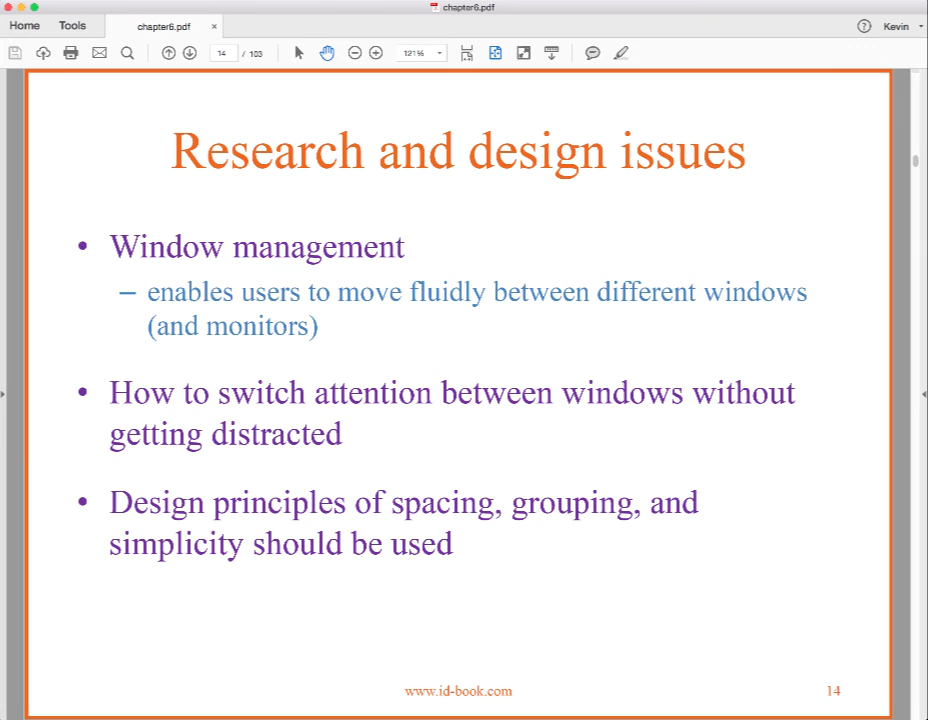 chapter6.pdf
Home Tools chapter6.pdf × ? Kevin
14 / 103 121%
Research and design issues
• Window management
– enables users to move fluidly between different windows
(and monitors)
• How to switch attention between windows without
getting distracted
• Design principles of spacing, grouping, and
simplicity should be used
www.id-book.com 14